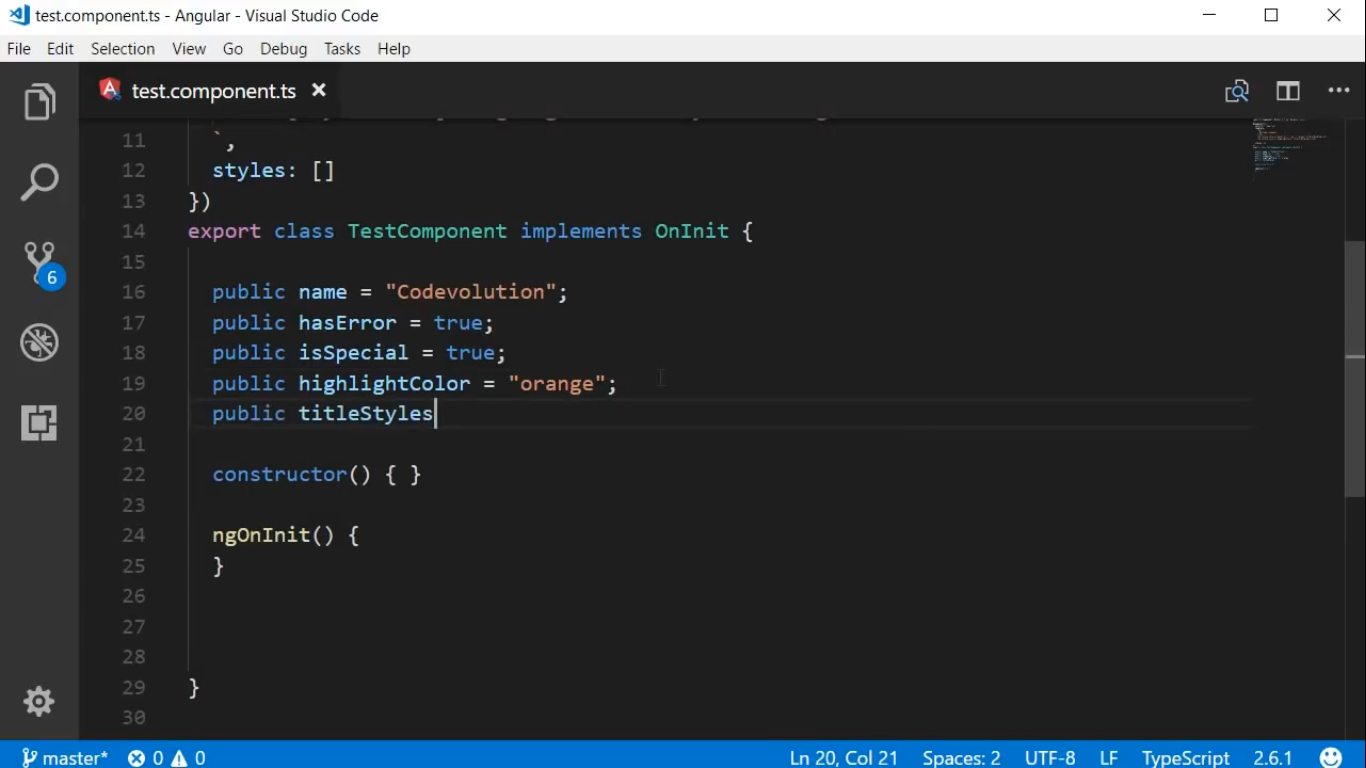 test.component.ts - Angular - Visual Studio Code
File Edit Selection View Go Debug Tasks Help
test.component.ts
11 `,
12 styles: []
13 })
14 export class TestComponent implements OnInit {
15
16 public name = "Codevolution";
17 public hasError = true;
18 public isSpecial = true;
19 public highlightColor = "orange";
20 public titleStyles
21
22 constructor() { }
23
24 ngOnInit() {
25 }
26
27
28
29 }
30
6
master* 0 0 Ln 20, Col 21 Spaces: 2 UTF-8 LF TypeScript 2.6.1